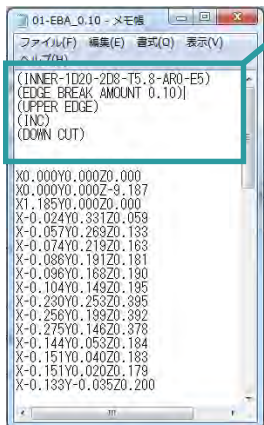 01-EBA_0.10 - メモ帳
ファイル(F) 編集(E) 書式(O) 表示(V)
ヘルプ(H)
(INNER-1D20-2D8-T5.8-AR0-E5)
(EDGE BREAK AMOUNT 0.10)
(UPPER EDGE)
(INC)
(DOWN CUT)
X0.000Y0.000Z0.000
X0.000Y0.000Z-9.187
X1.185Y0.000Z0.000
X-0.024Y0.331Z0.059
X-0.057Y0.269Z0.133
X-0.074Y0.219Z0.163
X-0.086Y0.191Z0.181
X-0.096Y0.168Z0.190
X-0.104Y0.149Z0.195
X-0.230Y0.253Z0.395
X-0.256Y0.199Z0.392
X-0.275Y0.146Z0.378
X-0.144Y0.053Z0.184
X-0.151Y0.040Z0.183
X-0.151Y0.020Z0.179
X-0.133Y-0.035Z0.200